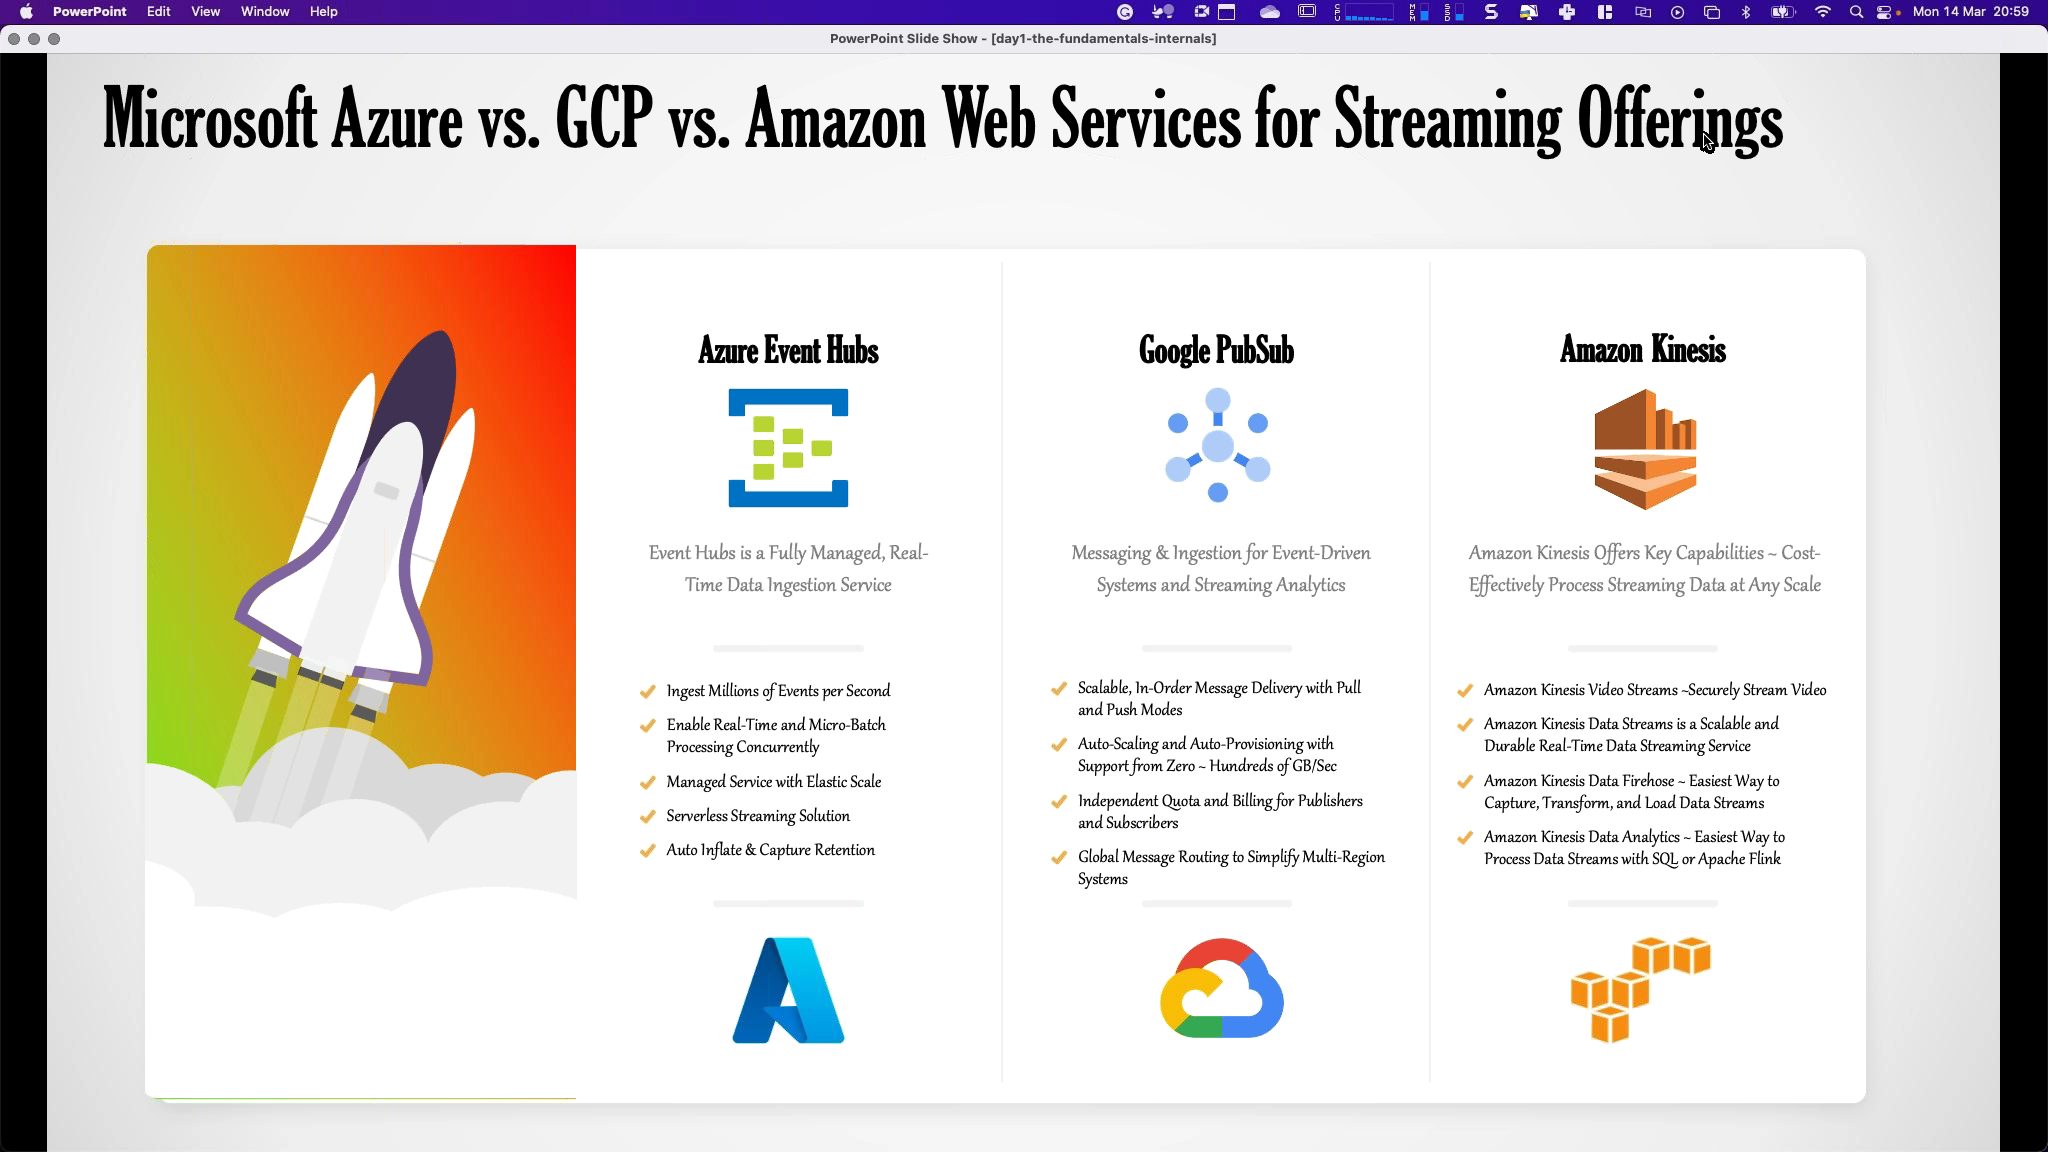 PowerPoint Edit View Window Help
Mon 14 Mar 20:59
PowerPoint Slide Show - [day1-the-fundamentals-internals]
Microsoft Azure vs. GCP vs. Amazon Web Services for Streaming Offerings
Azure Event Hubs
Event Hubs is a Fully Managed, Real-
Time Data Ingestion Service
Ingest Millions of Events per Second
Enable Real-Time and Micro-Batch
Processing Concurrently
Managed Service with Elastic Scale
Serverless Streaming Solution
Auto Inflate & Capture Retention
Google PubSub
Messaging & Ingestion for Event-Driven
Systems and Streaming Analytics
Scalable, In-Order Message Delivery with Pull
and Push Modes
Auto-Scaling and Auto-Provisioning with
Support from Zero ~ Hundreds of GB/Sec
Independent Quota and Billing for Publishers
and Subscribers
Global Message Routing to Simplify Multi-Region
Systems
Amazon Kinesis
Amazon Kinesis Offers Key Capabilities ~ Cost-
Effectively Process Streaming Data at Any Scale
Amazon Kinesis Video Streams ~Securely Stream Video
Amazon Kinesis Data Streams is a Scalable and
Durable Real-Time Data Streaming Service
Amazon Kinesis Data Firehose ~ Easiest Way to
Capture, Transform, and Load Data Streams
Amazon Kinesis Data Analytics ~ Easiest Way to
Process Data Streams with SQL or Apache Flink